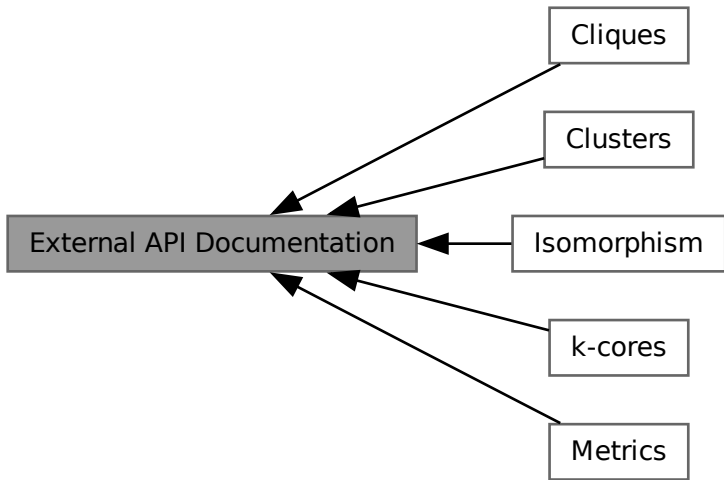 Cliques
Clusters
External API Documentation
Isomorphism
k-cores
Metrics